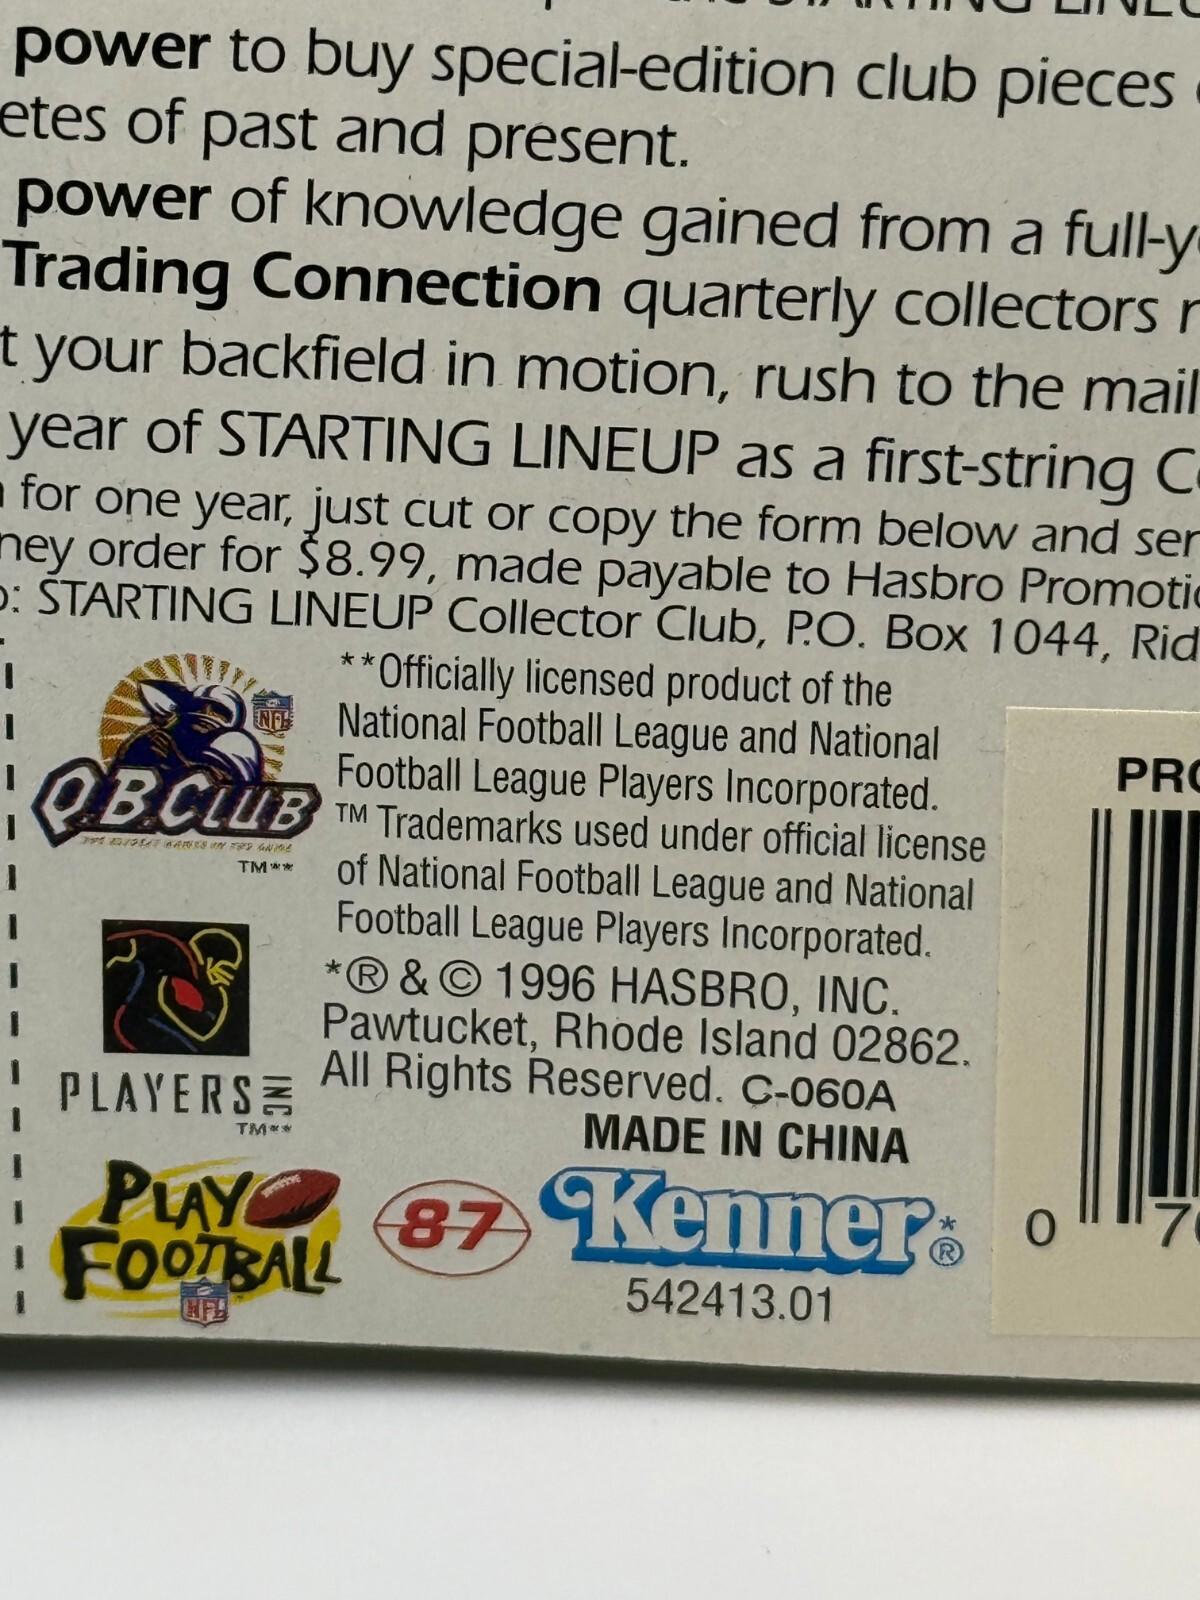 STARTING LINEU
power to buy special-edition club pieces
etes of past and present.
power of knowledge gained from a full-y
Trading Connection quarterly collectors
t your backfield in motion, rush to the mail
year of STARTING LINEUP as a first-string C
for one year, just cut or copy the form below and sen
ney order for $8.99, made payable to Hasbro Promotio
o: STARTING LINEUP Collector Club, P.O. Box 1044, Rid
NFL
Q.B.CLUB
TM**
**Officially licensed product of the
National Football League and National
Football League Players Incorporated.
™ Trademarks used under official license
of National Football League and National
Football League Players Incorporated.
*® & © 1996 HASBRO, INC.
Pawtucket, Rhode Island 02862.
All Rights Reserved. C-060A
MADE IN CHINA
PLAYERS INC
TM**
PLAY
FOOTBALL
NFL
87
Kenner*®
542413.01
PRO
0 7